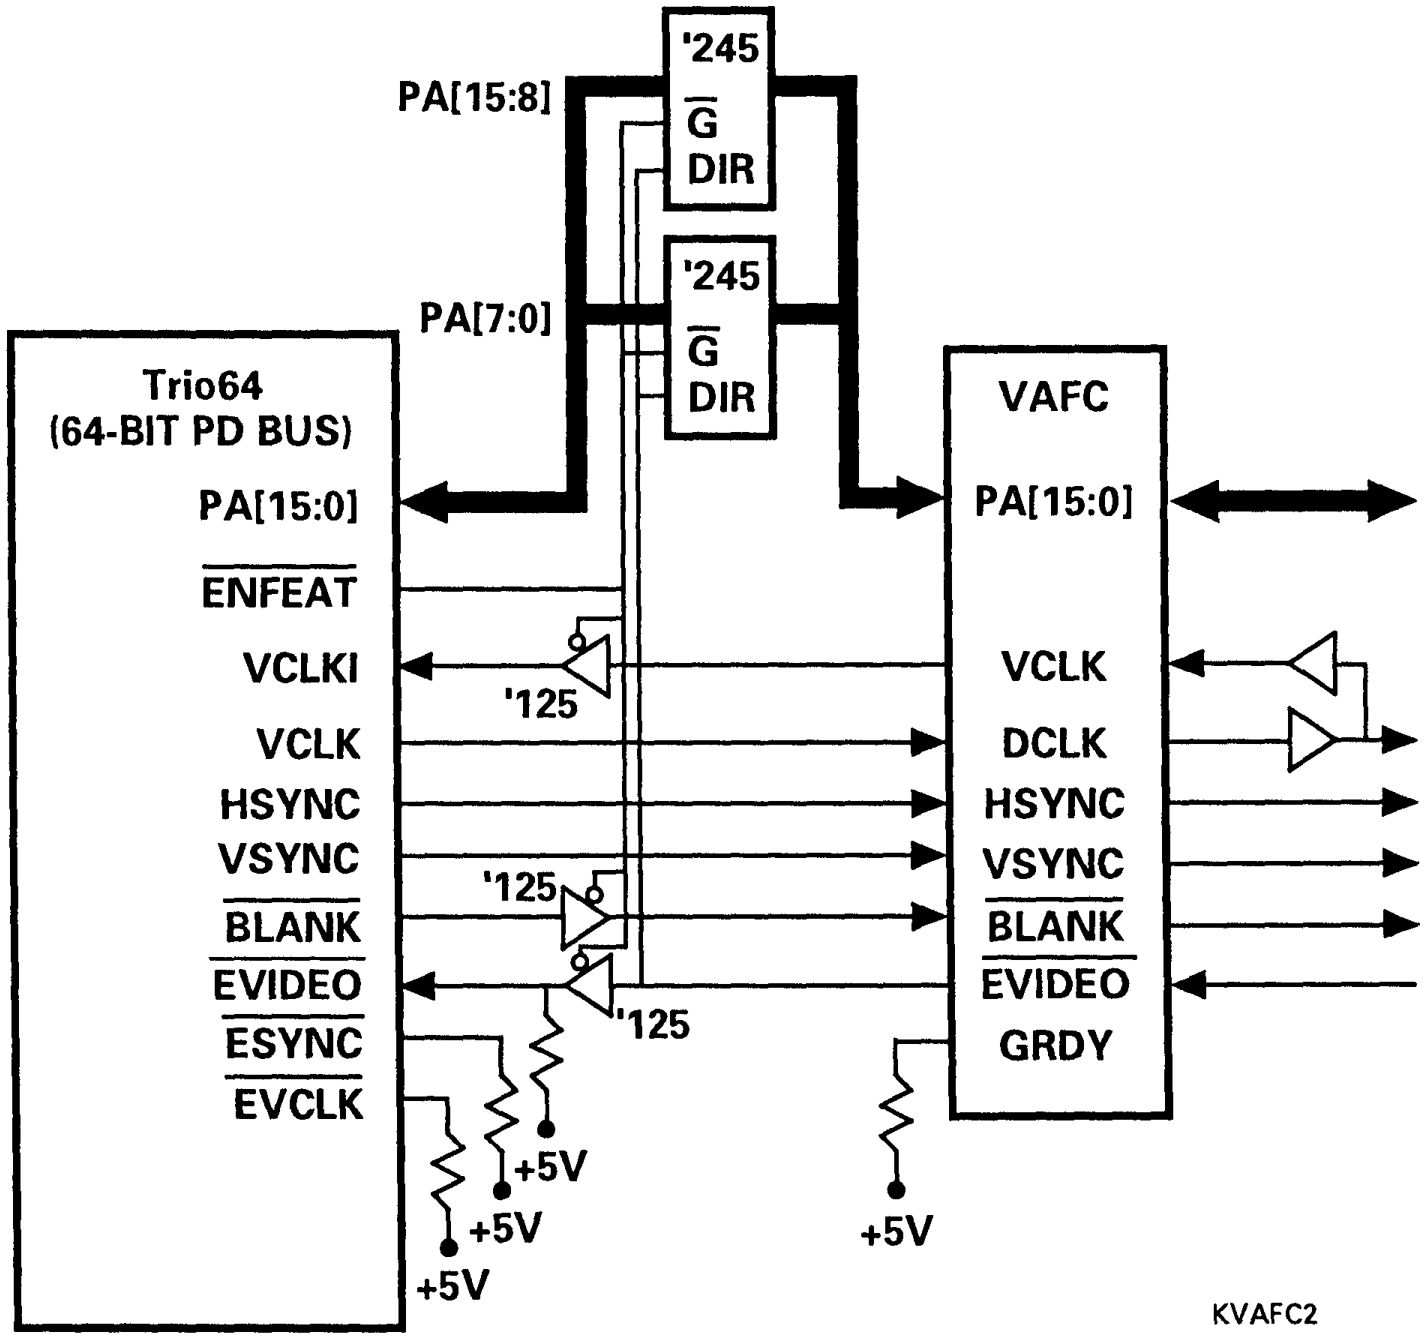 '245
PA[15:8]
G
DIR
'245
PA[7:0]
G
DIR
Trio64
(64-BIT PD BUS)
PA[15:0]
ENFEAT
VCLKI
'125
VCLK
HSYNC
VSYNC
'125
BLANK
EVIDEO
'125
ESYNC
EVCLK
+5V
+5V
+5V
VAFC
PA[15:0]
VCLK
DCLK
HSYNC
VSYNC
BLANK
EVIDEO
GRDY
+5V
KVAFC2